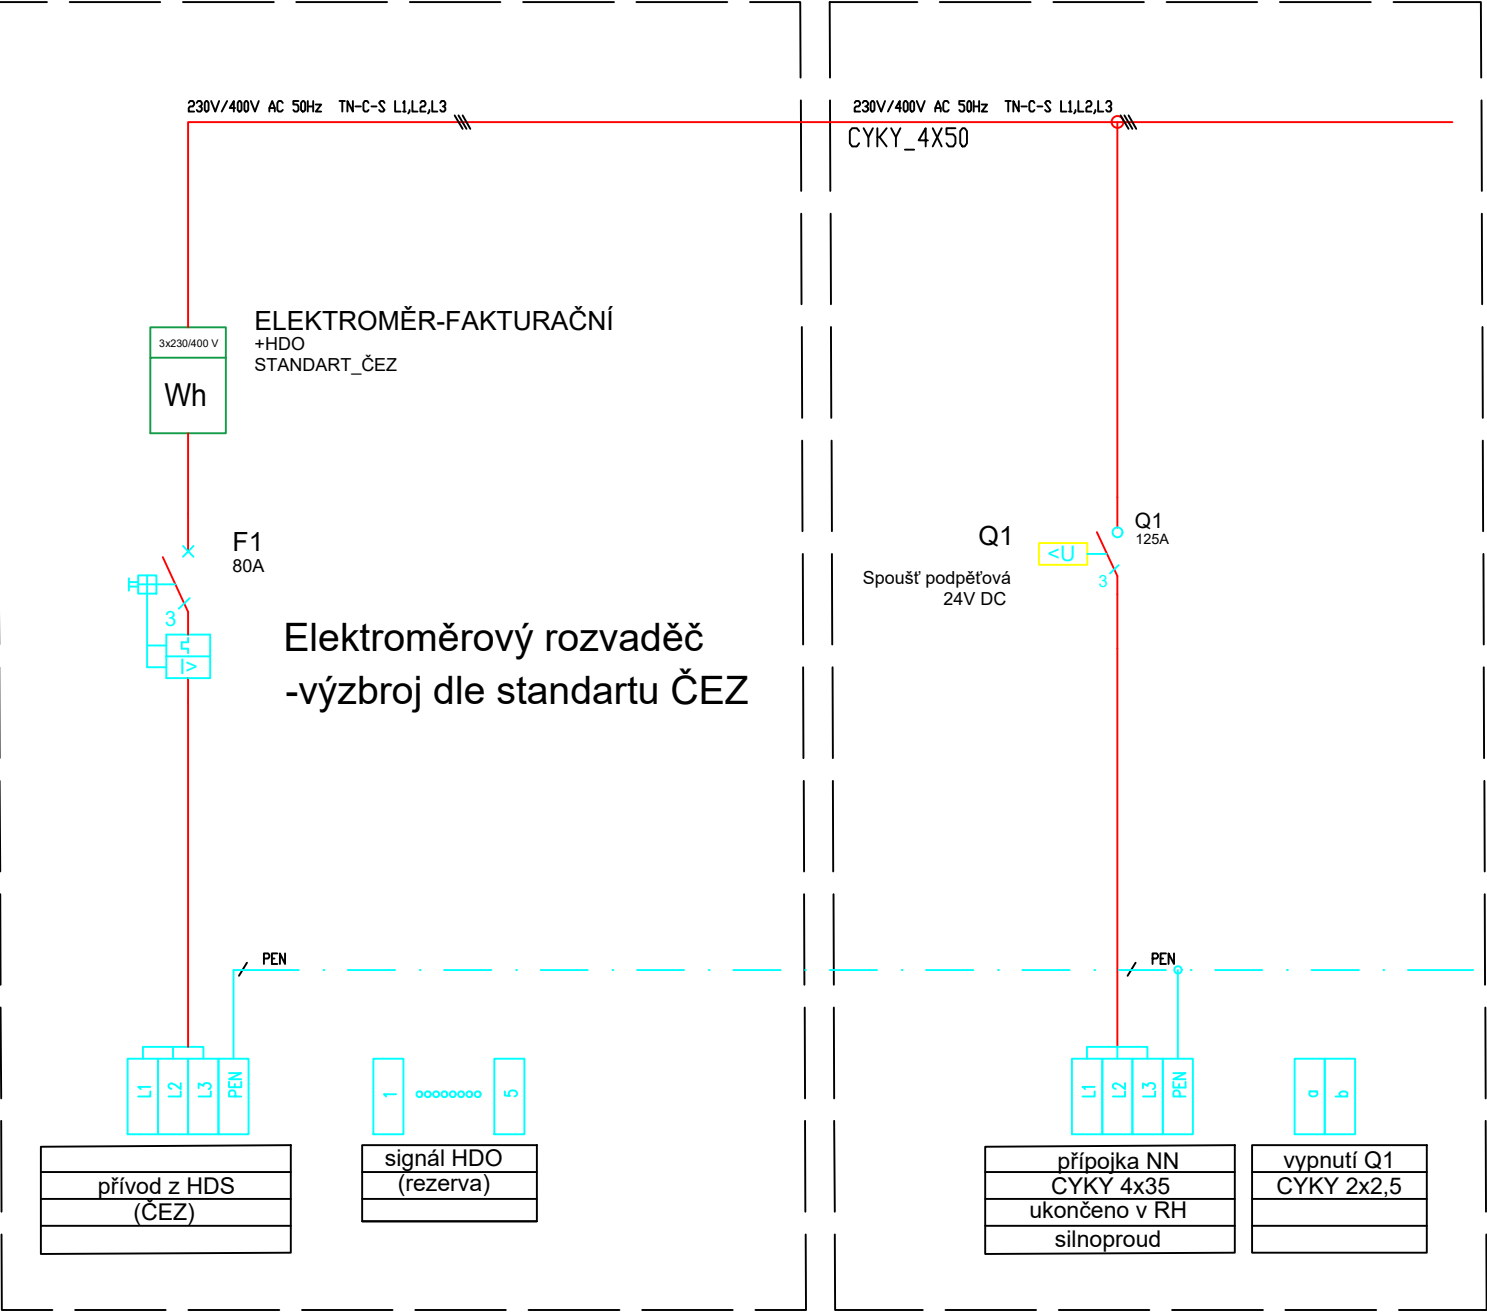 230V/400V AC 50Hz TN-C-S L1,L2,L3
230V/400V AC 50Hz TN-C-S L1,L2,L3
CYKY_4X50
ELEKTROMĚR-FAKTURAČNÍ
+HDO
STANDART_ČEZ
3x230/400 V
Wh
F1
80A
3
I>
Q1
Spoušť podpěťová
24V DC
<U
Q1
125A
3
Elektroměrový rozvaděč
-výzbroj dle standartu ČEZ
PEN
PEN
L1 L2 L3 PEN
1 5
L1 L2 L3 PEN
a b
přívod z HDS
(ČEZ)
signál HDO
(rezerva)
přípojka NN
CYKY 4x35
ukončeno v RH
silnoproud
vypnutí Q1
CYKY 2x2,5